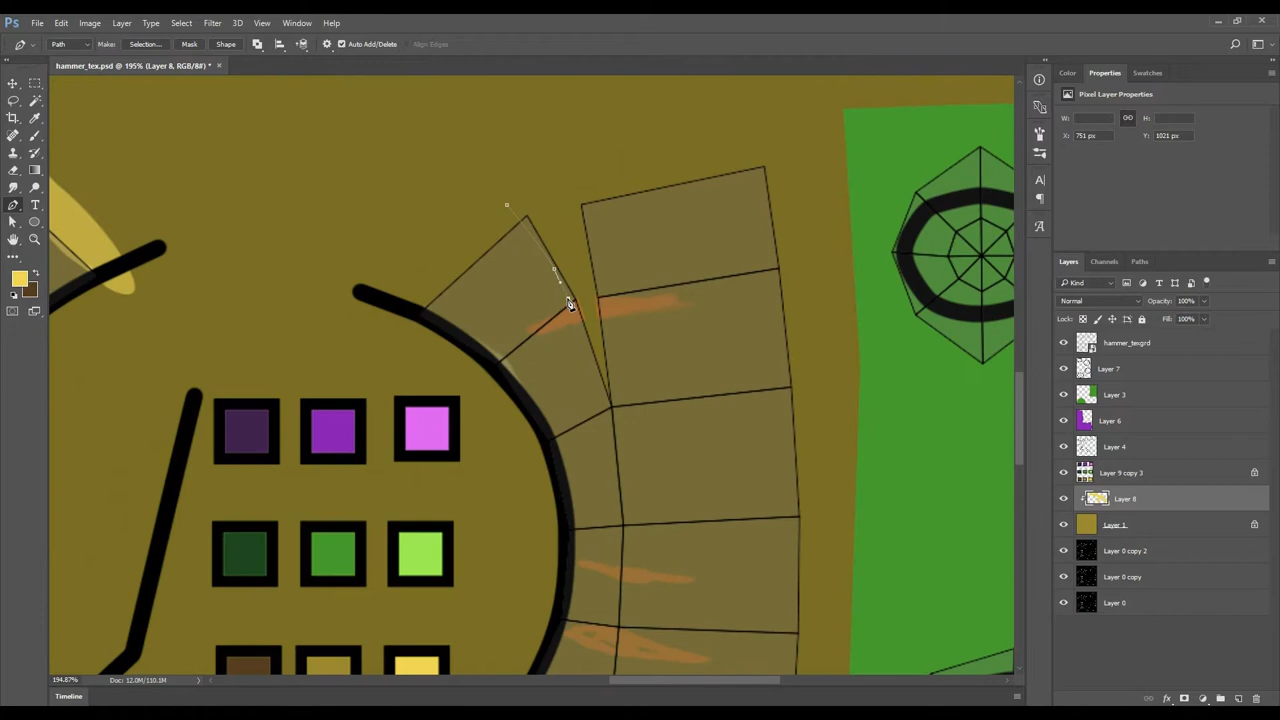 Ps File Edit Image Layer Type Select Filter 3D View Window Help
Path Make: Selection... Mask Shape Auto Add/Delete Align Edges
hammer_tex.psd @ 195% (Layer 8, RGB/8#) * ×
Color Properties Swatches
Pixel Layer Properties
W: H:
X: 751 px Y: 1021 px
Layers Channels Paths
Kind
Normal Opacity: 100%
Lock: Fill: 100%
hammer_texgrd
Layer 7
Layer 3
Layer 6
Layer 4
Layer 9 copy 3
Layer 8
Layer 1
Layer 0 copy 2
Layer 0 copy
Layer 0
194.87% Doc: 12.0M/110.1M
Timeline